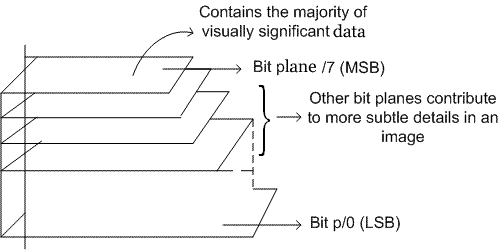 Contains the majority of
visually significant data
Bit plane /7 (MSB)
Other bit planes contribute
to more subtle details in an
image
Bit p/0 (LSB)